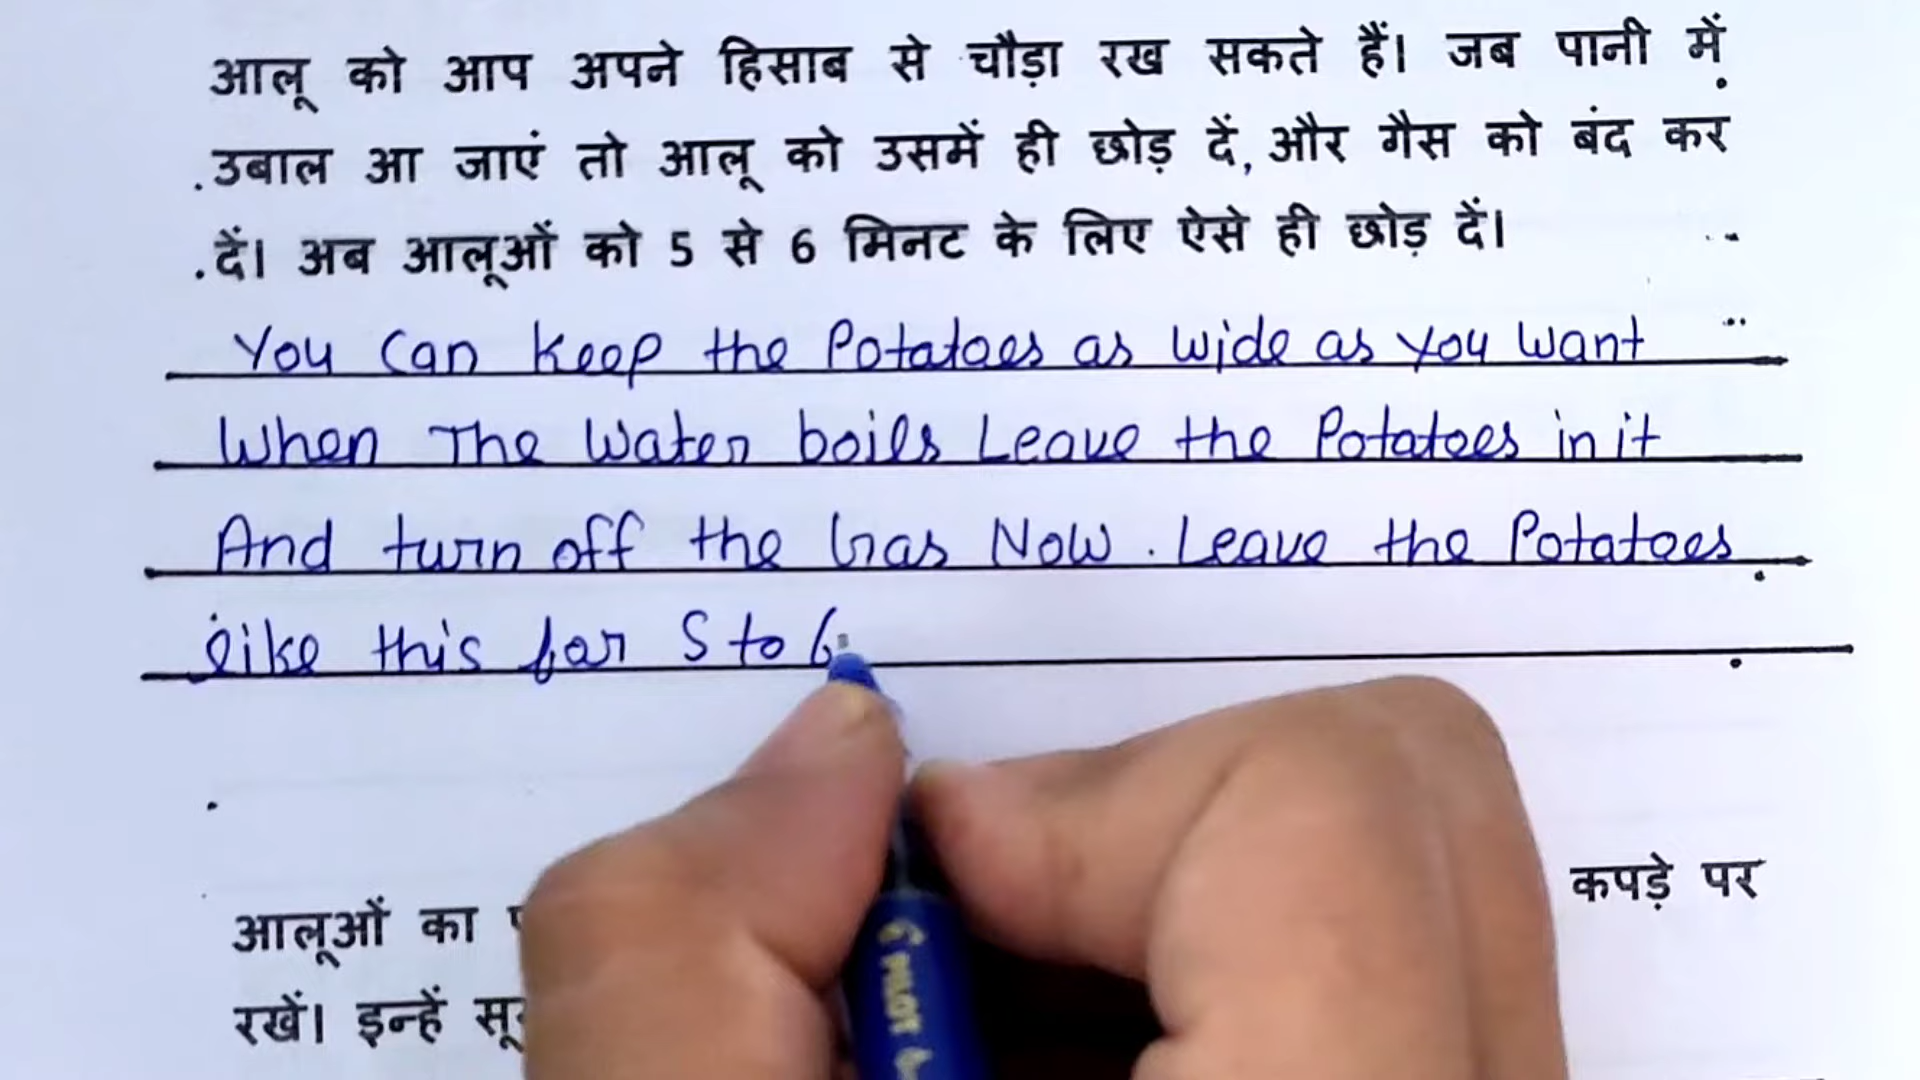 आलू को आप अपने हिसाब से चौड़ा रख सकते हैं। जब पानी में
उबाल आ जाएं तो आलू को उसमें ही छोड़ दें, और गैस को बंद कर
दें। अब आलूओं को 5 से 6 मिनट के लिए ऐसे ही छोड़ दें।
You Can Keep the Potatoes as wide as you want
When The Water boils Leave the Potatoes in it
And turn off the Gas Now. Leave the Potatoes
like this for 5 to 6
आलूओं का कपड़े पर
रखें। इन्हें
PILOT